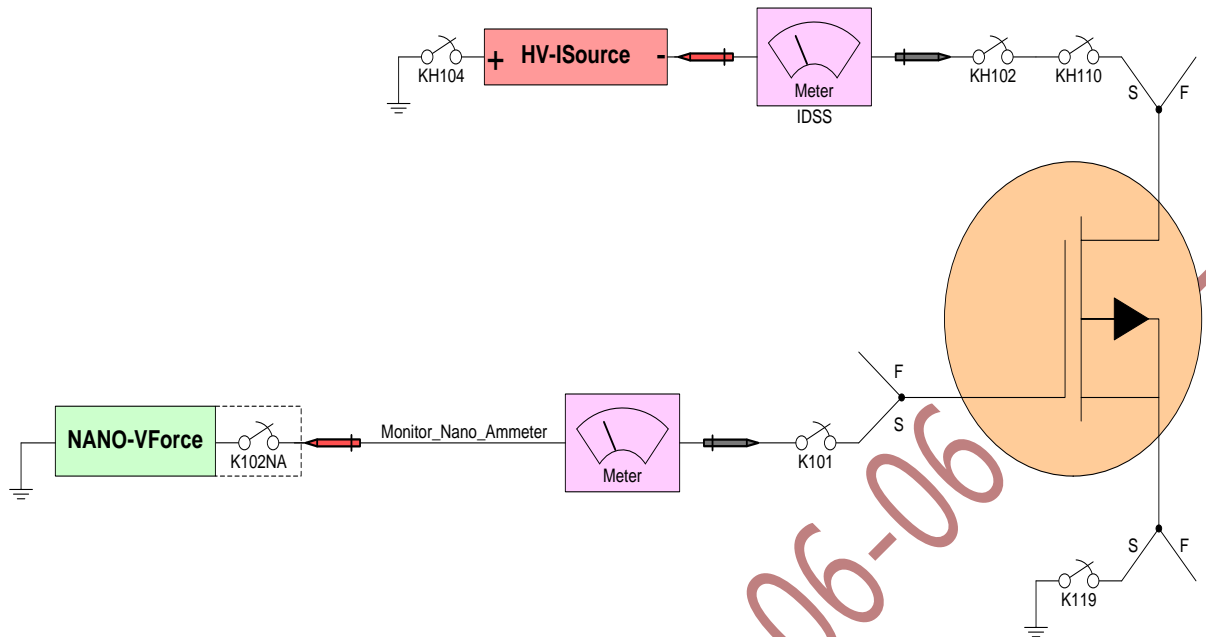 + HV-ISource -
KH104
Meter
IDSS
KH102
KH110
S F
NANO-VForce
K102NA
Monitor_Nano_Ammeter
Meter
K101
F
S
S F
K119
06-06